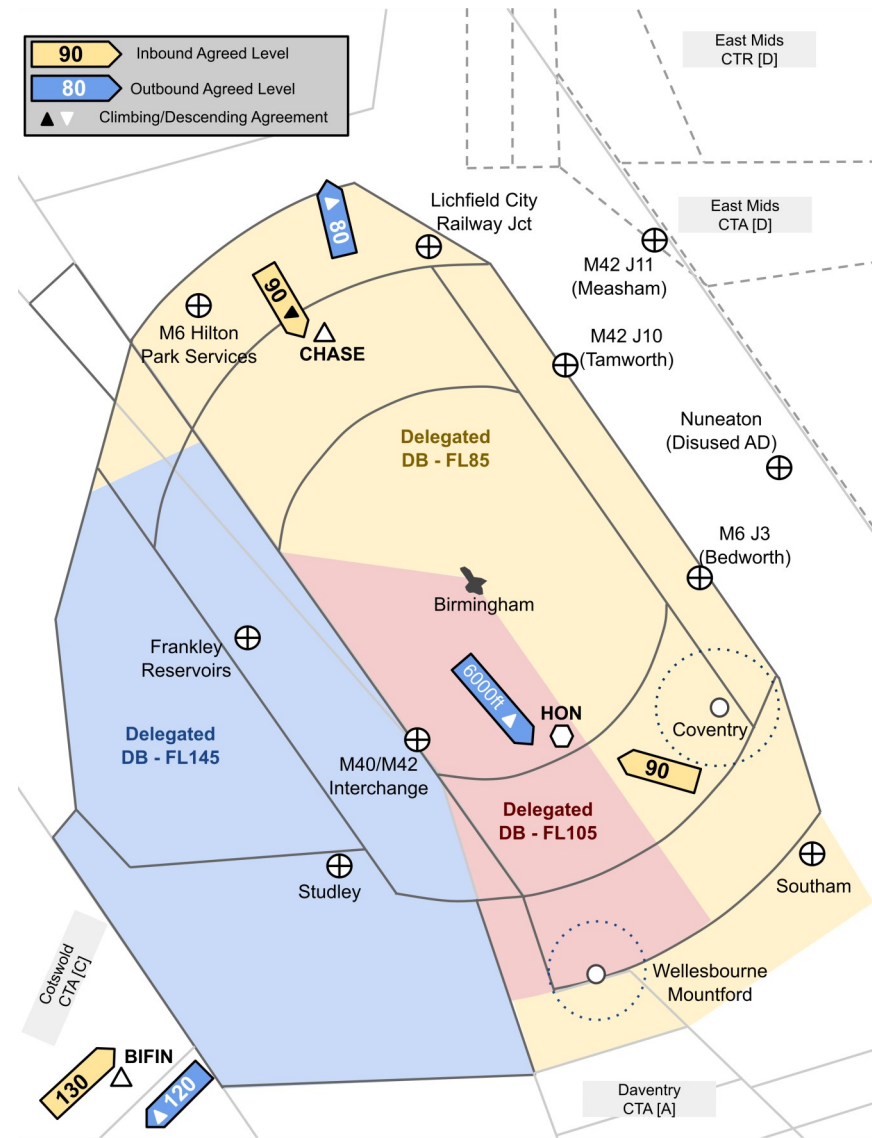 90 Inbound Agreed Level
80 Outbound Agreed Level
Climbing/Descending Agreement
East Mids
CTR [D]
East Mids
CTA [D]
Lichfield City
Railway Jct
80
M42 J11
(Measham)
90
M6 Hilton
Park Services
CHASE
M42 J10
(Tamworth)
Nuneaton
(Disused AD)
Delegated
DB - FL85
M6 J3
(Bedworth)
Birmingham
Frankley
Reservoirs
6000ft
HON
Coventry
Delegated
DB - FL145
M40/M42
Interchange
90
Delegated
DB - FL105
Studley
Southam
Cotswold
CTA [C]
Wellesbourne
Mountford
BIFIN
130
120
Daventry
CTA [A]